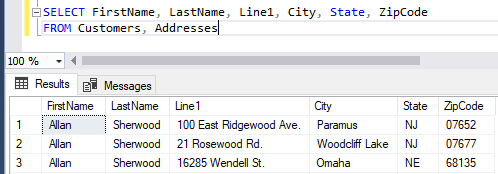 SELECT FirstName, LastName, Line1, City, State, ZipCode
FROM Customers, Addresses
100 %
Results Messages
FirstName LastName Line1 City State ZipCode
1 Allan Sherwood 100 East Ridgewood Ave. Paramus NJ 07652
2 Allan Sherwood 21 Rosewood Rd. Woodcliff Lake NJ 07677
3 Allan Sherwood 16285 Wendell St. Omaha NE 68135